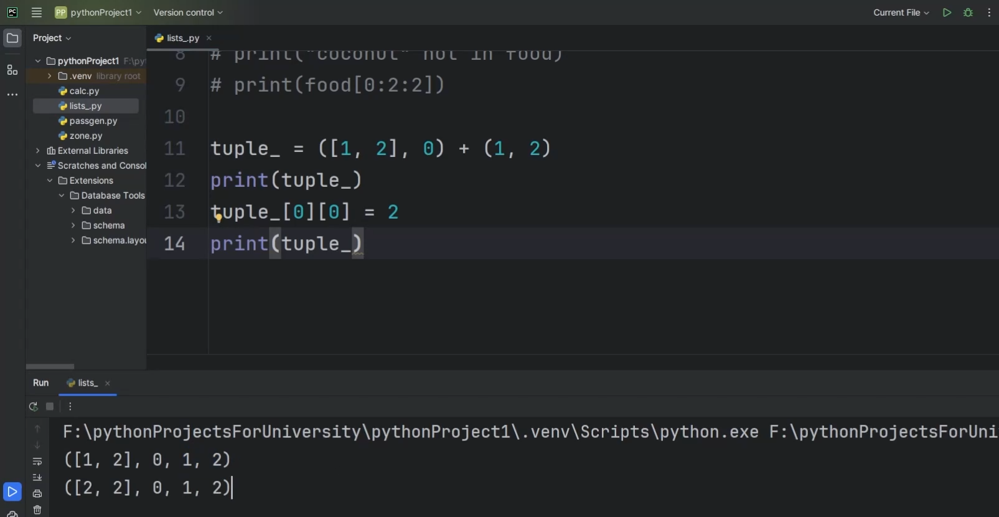 PC
PP pythonProject1
Version control
Current File
Project
lists_.py
pythonProject1 F:\py
.venv library root
calc.py
lists_.py
passgen.py
zone.py
External Libraries
Scratches and Consol
Extensions
Database Tools
data
schema
schema.layou
8 # print("coconut" not in food)
9 # print(food[0:2:2])
10
11 tuple_ = ([1, 2], 0) + (1, 2)
12 print(tuple_)
13 tuple_[0][0] = 2
14 print(tuple_)
Run
lists_
F:\pythonProjectsForUniversity\pythonProject1\.venv\Scripts\python.exe F:\pythonProjectsForUni
([1, 2], 0, 1, 2)
([2, 2], 0, 1, 2)